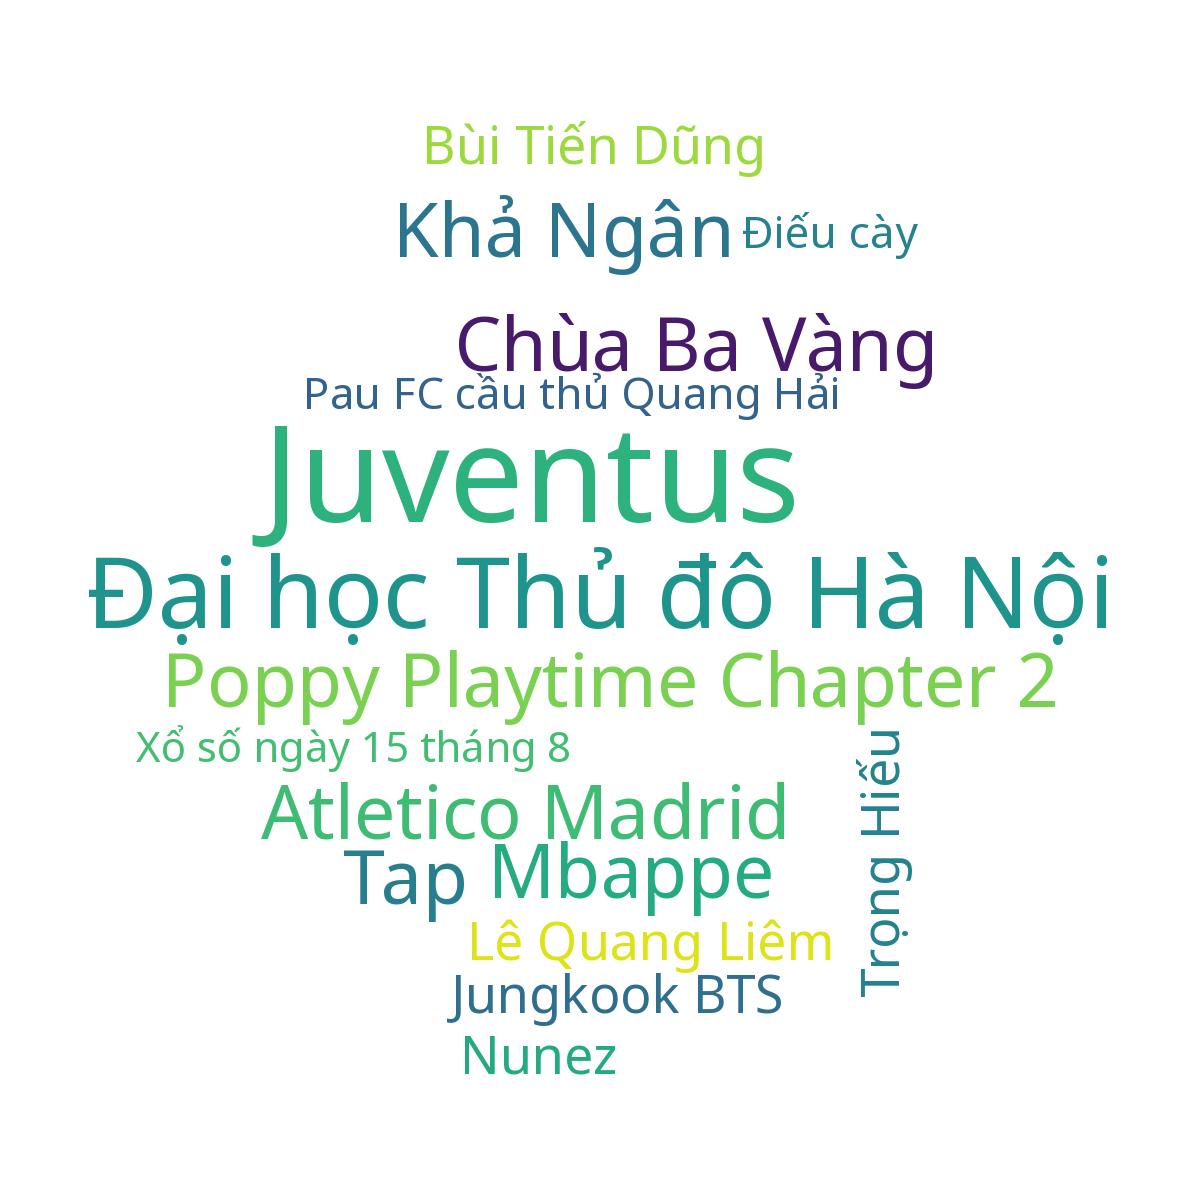 Bùi Tiến Dũng
Khả Ngân
Điếu cày
Chùa Ba Vàng
Pau FC cầu thủ Quang Hải
Juventus
Đại học Thủ đô Hà Nội
Poppy Playtime Chapter 2
Xổ số ngày 15 tháng 8
Trọng Hiếu
Atletico Madrid
Tap
Mbappe
Lê Quang Liêm
Jungkook BTS
Nunez